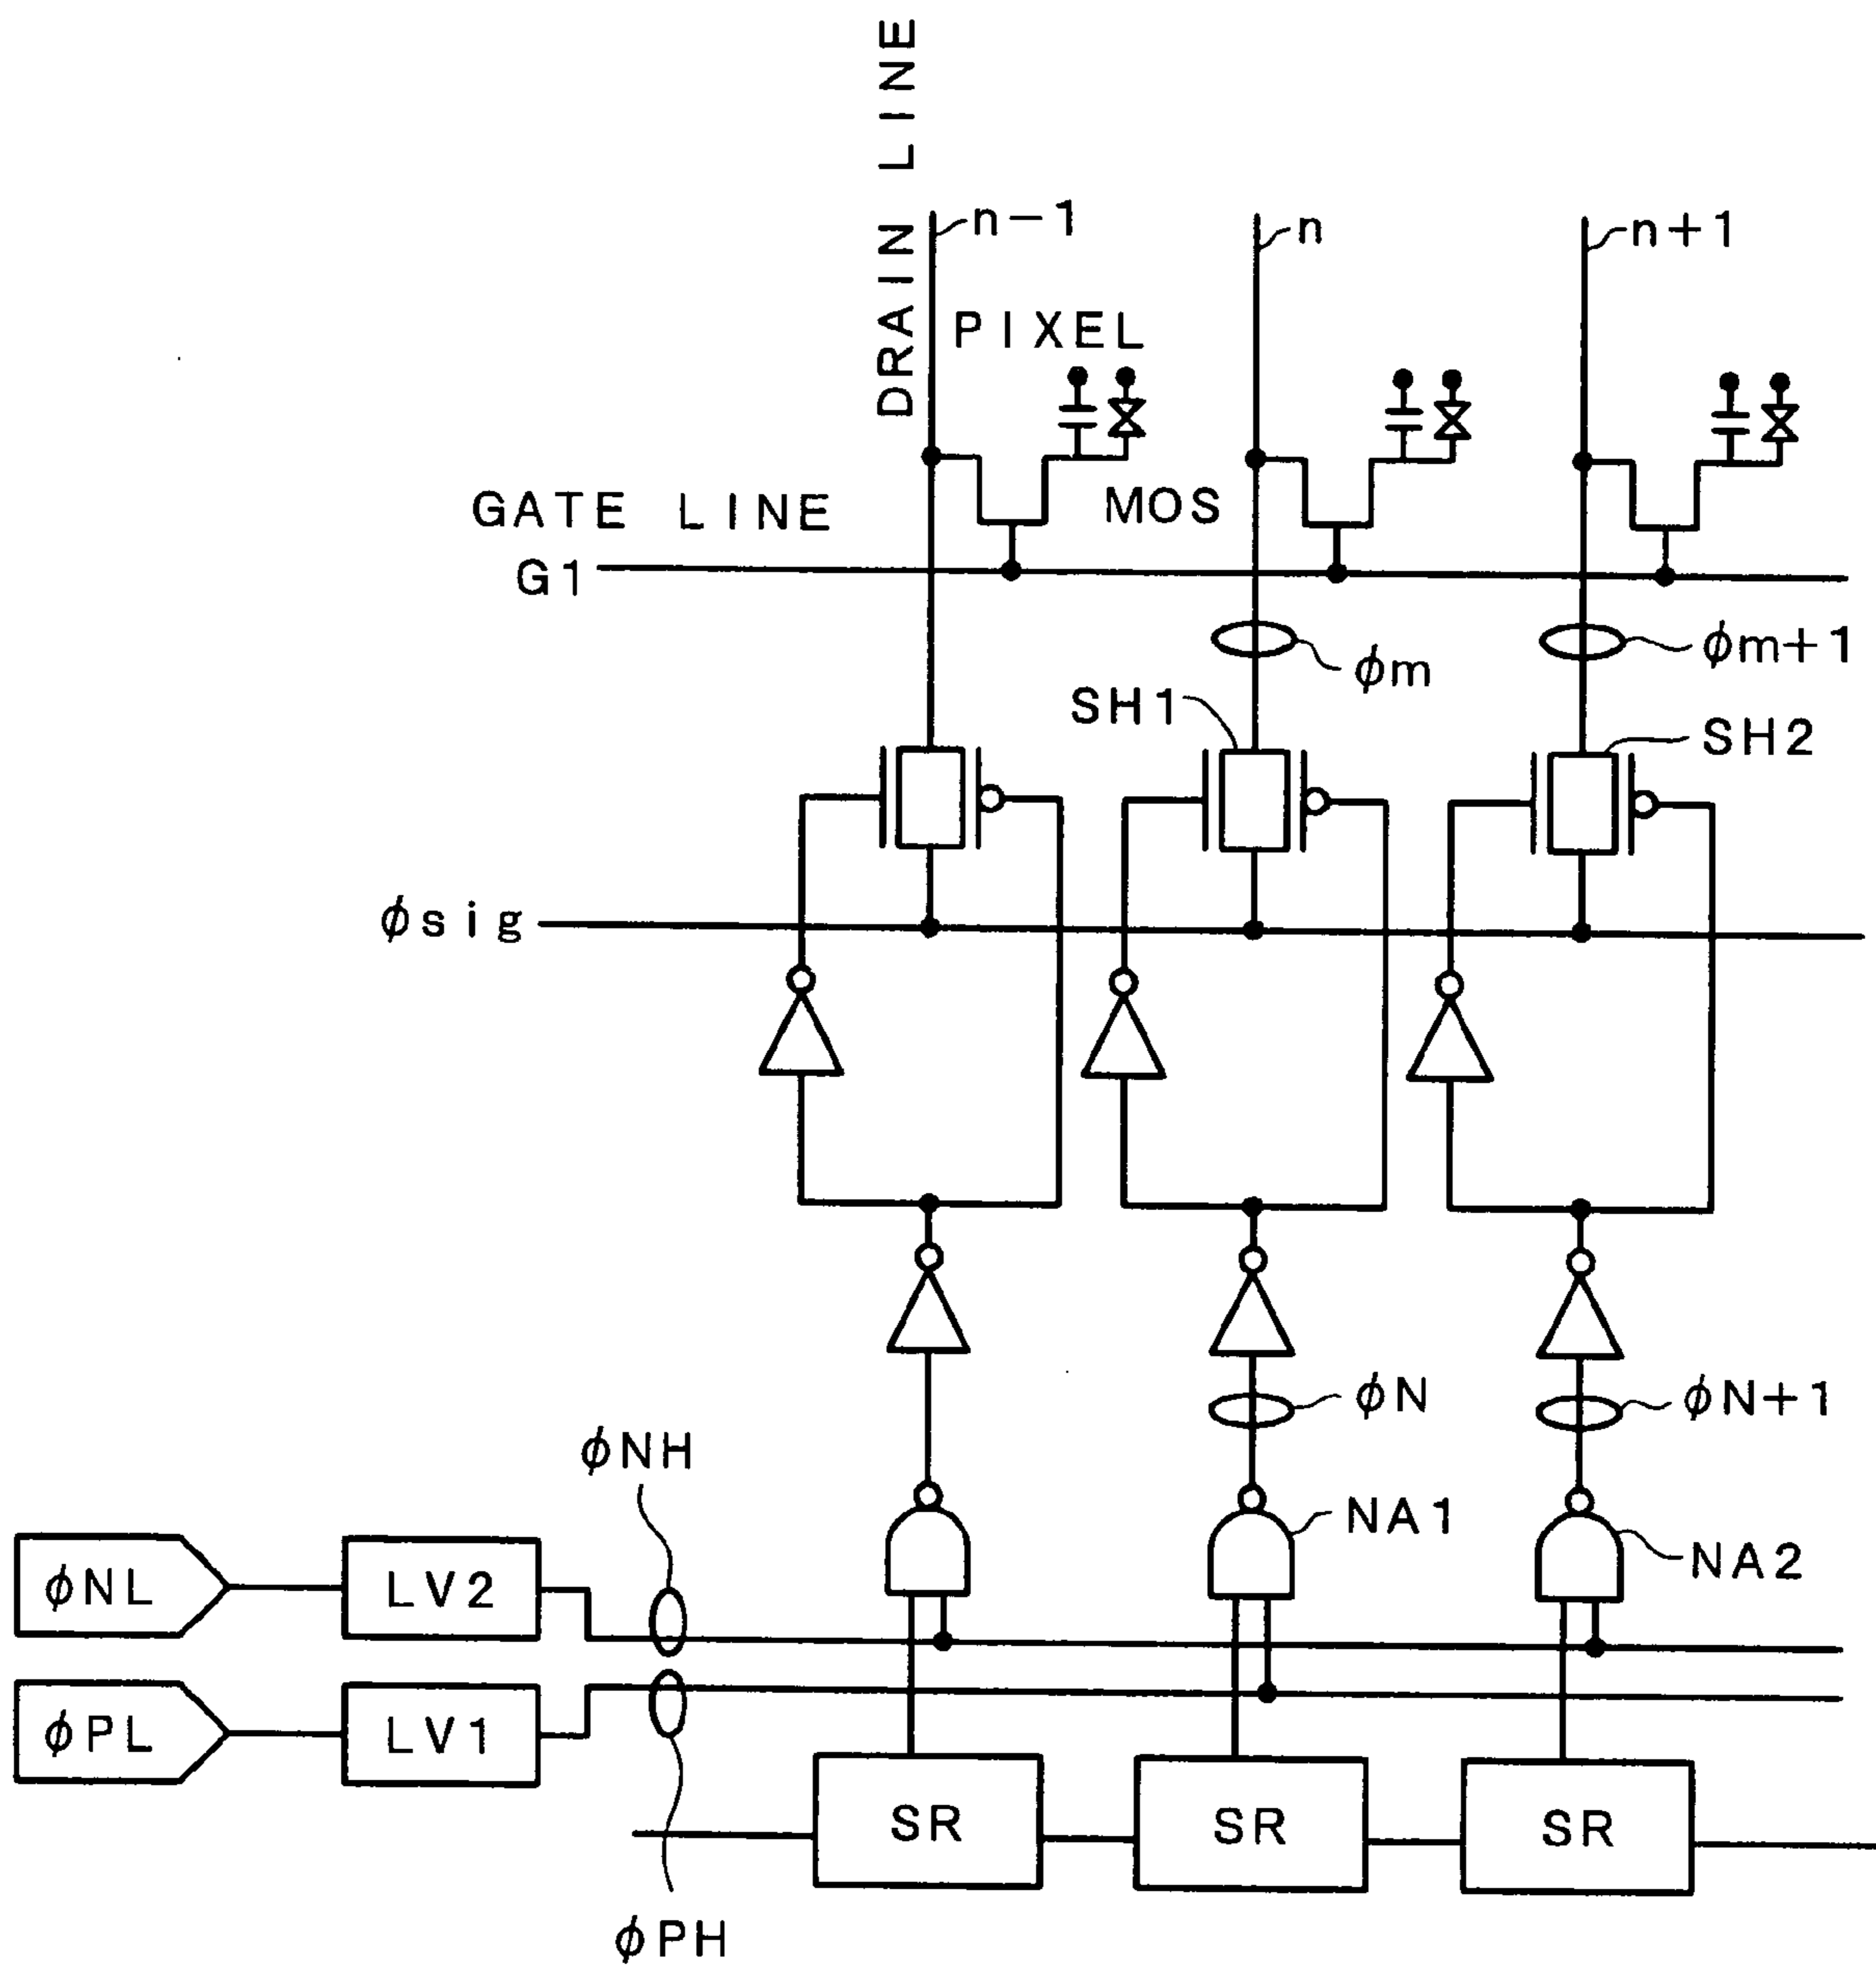 DRAIN LINE
n-1
n
n+1
PIXEL
GATE LINE
MOS
G1
ϕm
ϕm+1
SH1
SH2
ϕsig
ϕN
ϕN+1
ϕNH
NA1
NA2
ϕNL
LV2
ϕPL
LV1
SR
SR
SR
ϕPH